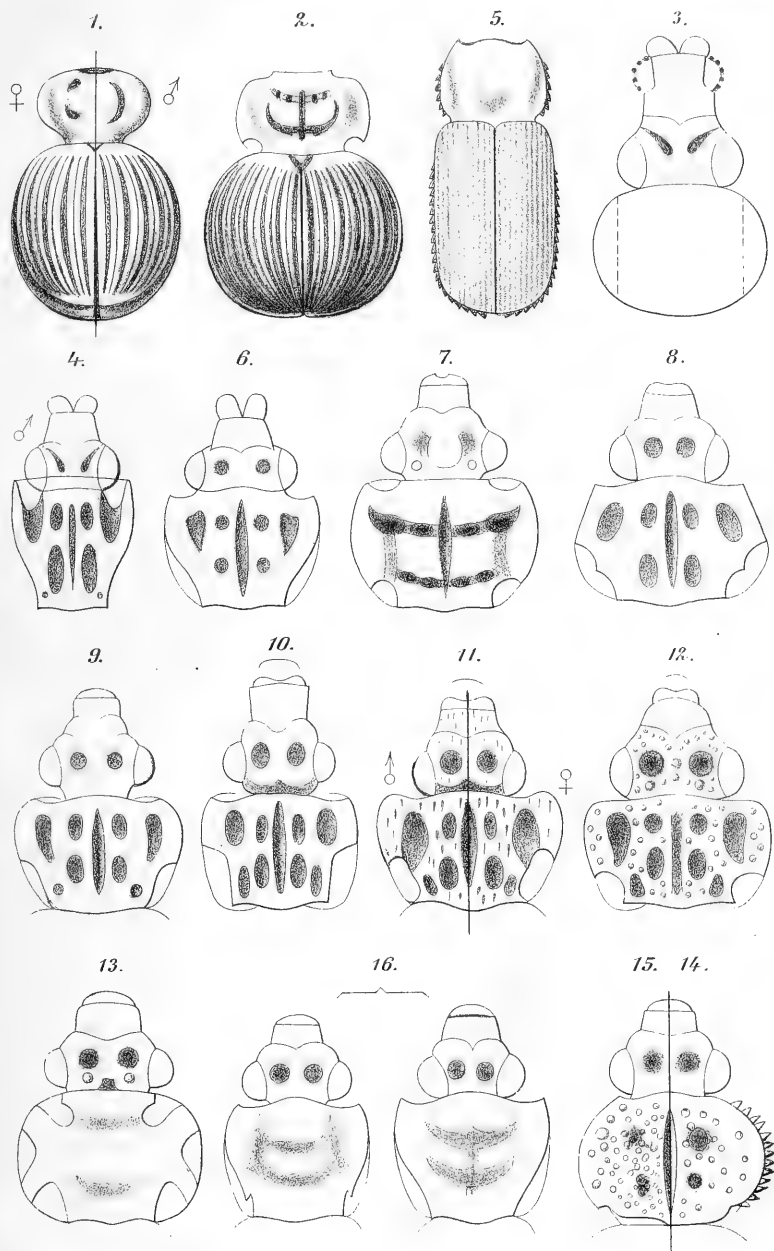 1. 2. 5. 3.
♀ ♂
4. 6. 7. 8.
♂
9. 10. 11. 12.
♂ ♀
13. 16. 15. 14.